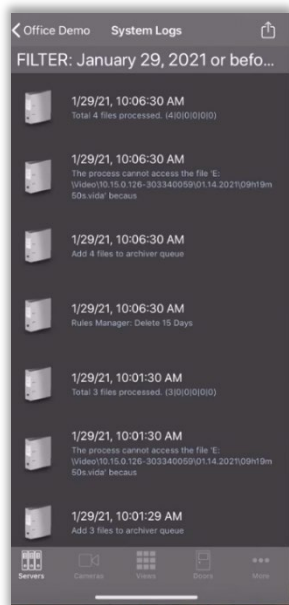 Office Demo System Logs
FILTER: January 29, 2021 or befo...
1/29/21, 10:06:30 AM
Total 4 files processed. (4|0|0|0|0|0)
1/29/21, 10:06:30 AM
The process cannot access the file 'E:
\Video\10.15.0.126-303340059\01.14.2021\09h19m
50s.vida' becaus
1/29/21, 10:06:30 AM
Add 4 files to archiver queue
1/29/21, 10:06:30 AM
Rules Manager: Delete 15 Days
1/29/21, 10:01:30 AM
Total 3 files processed. (3|0|0|0|0|0)
1/29/21, 10:01:30 AM
The process cannot access the file 'E:
\Video\10.15.0.126-303340059\01.14.2021\09h19m
50s.vida' becaus
1/29/21, 10:01:29 AM
Add 3 files to archiver queue
Servers Cameras Views Doors More